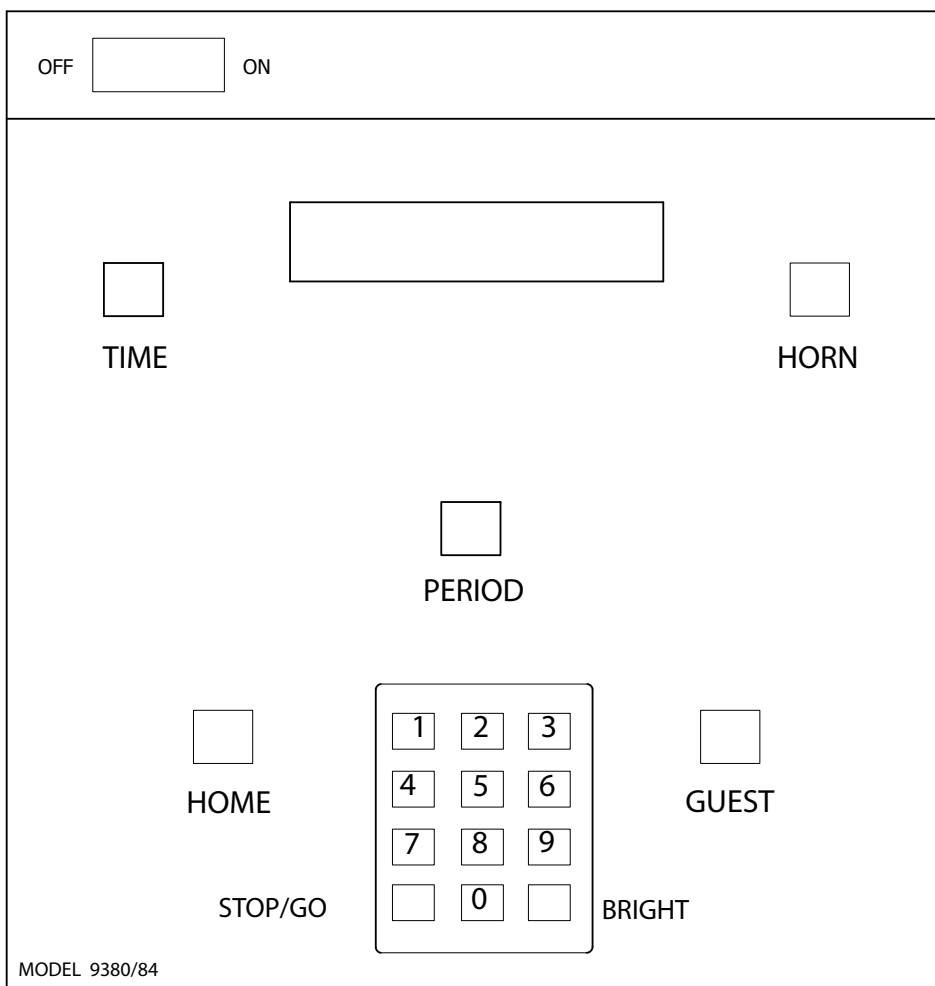 OFF ON
TIME
HORN
PERIOD
1 2 3
4 5 6
7 8 9
0
HOME
GUEST
STOP/GO
BRIGHT
MODEL 9380/84